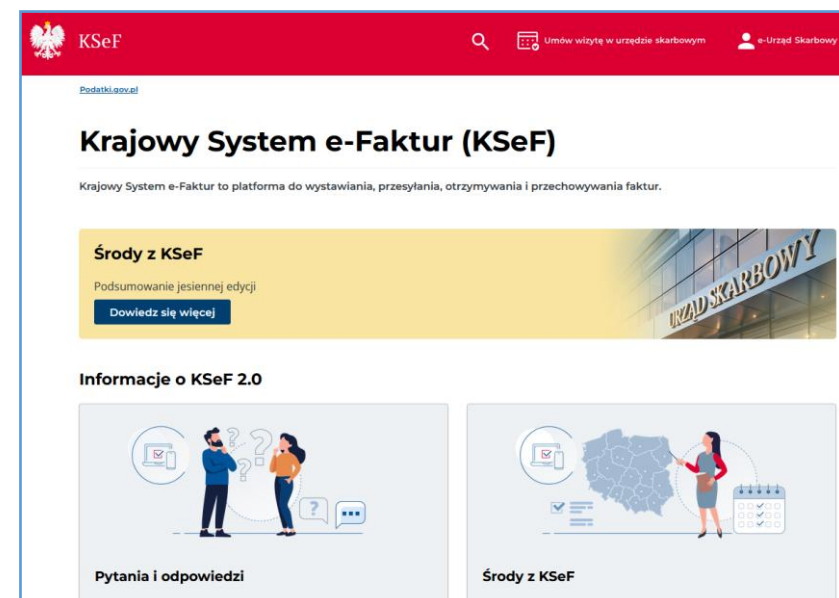 KSeF
Umów wizytę w urzędzie skarbowym
e-Urząd Skarbowy
Podatki.gov.pl
Krajowy System e-Faktur (KSeF)
Krajowy System e-Faktur to platforma do wystawiania, przesyłania, otrzymywania i przechowywania faktur.
Środy z KSeF
Podsumowanie jesiennej edycji
Dowiedz się więcej
URZĄD SKARBOWY
Informacje o KSeF 2.0
Pytania i odpowiedzi
Środy z KSeF